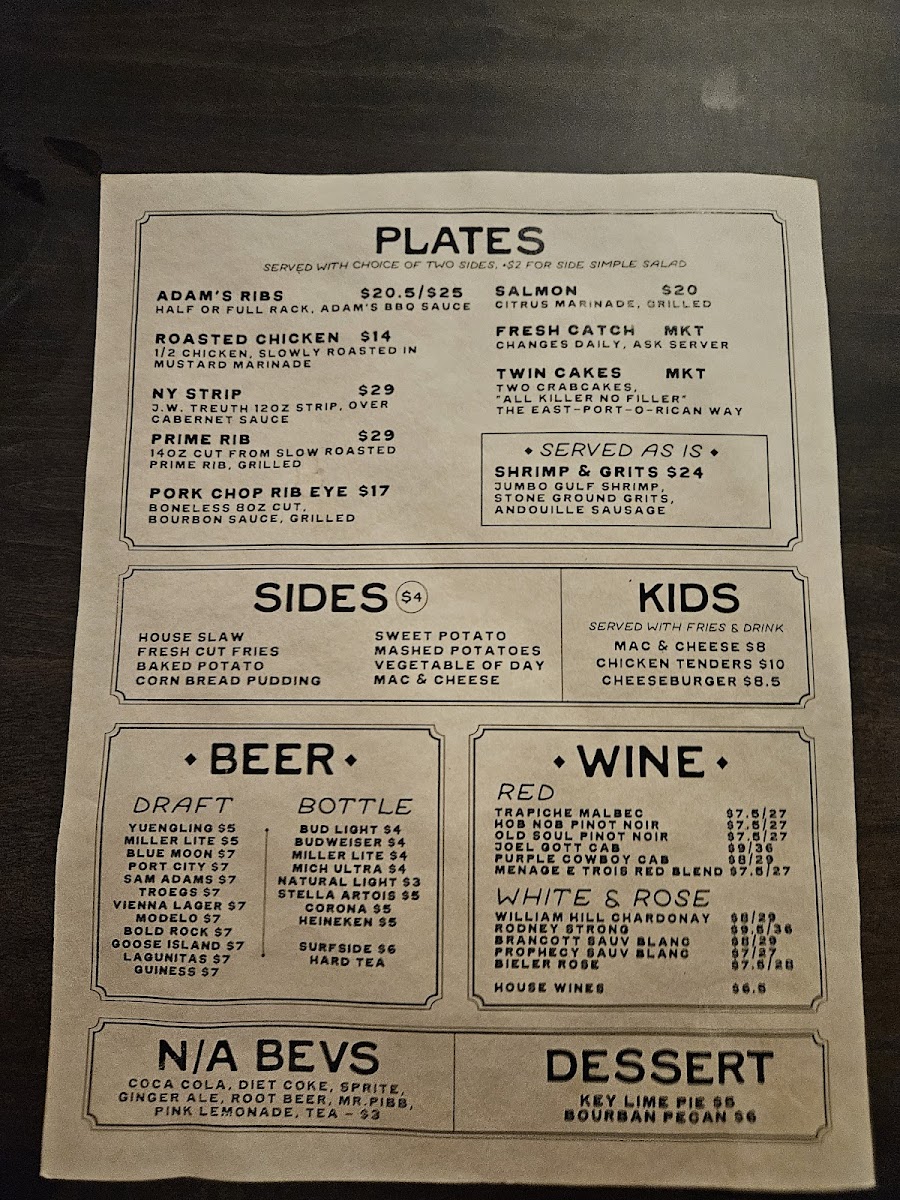 PLATES
SERVED WITH CHOICE OF TWO SIDES, +$2 FOR SIDE SIMPLE SALAD
ADAM'S RIBS $20.5/$25
HALF OR FULL RACK, ADAM'S BBQ SAUCE
ROASTED CHICKEN $14
1/2 CHICKEN, SLOWLY ROASTED IN
MUSTARD MARINADE
NY STRIP $29
J.W. TREUTH 12OZ STRIP, OVER
CABERNET SAUCE
PRIME RIB $29
14OZ CUT FROM SLOW ROASTED
PRIME RIB, GRILLED
PORK CHOP RIB EYE $17
BONELESS 8OZ CUT,
BOURBON SAUCE, GRILLED
SALMON $20
CITRUS MARINADE, GRILLED
FRESH CATCH MKT
CHANGES DAILY, ASK SERVER
TWIN CAKES MKT
TWO CRABCAKES,
"ALL KILLER NO FILLER"
THE EAST-PORT-O-RICAN WAY
SERVED AS IS
SHRIMP & GRITS $24
JUMBO GULF SHRIMP,
STONE GROUND GRITS,
ANDOUILLE SAUSAGE
SIDES $4
HOUSE SLAW
FRESH CUT FRIES
BAKED POTATO
CORN BREAD PUDDING
SWEET POTATO
MASHED POTATOES
VEGETABLE OF DAY
MAC & CHEESE
KIDS
SERVED WITH FRIES & DRINK
MAC & CHEESE $8
CHICKEN TENDERS $10
CHEESEBURGER $8.5
BEER
DRAFT
YUENGLING $5
MILLER LITE $5
BLUE MOON $7
PORT CITY $7
SAM ADAMS $7
TROEGS $7
VIENNA LAGER $7
MODELO $7
BOLD ROCK $7
GOOSE ISLAND $7
LAGUNITAS $7
GUINESS $7
BOTTLE
BUD LIGHT $4
BUDWEISER $4
MILLER LITE $4
MICH ULTRA $4
NATURAL LIGHT $3
STELLA ARTOIS $5
CORONA $5
HEINEKEN $5
SURFSIDE $6
HARD TEA
WINE
RED
TRAPICHE MALBEC $7.5/27
HOB NOB PINOT NOIR $7.5/27
OLD SOUL PINOT NOIR $7.5/27
JOEL GOTT CAB $9/36
PURPLE COWBOY CAB $8/29
MENAGE E TROIS RED BLEND $7.5/27
WHITE & ROSE
WILLIAM HILL CHARDONAY $8/29
RODNEY STRONG $9.5/36
BRANCOTT SAUV BLANC $8/29
PROPHECY SAUV BLANC $7/27
BIELER ROSE $7.5/28
HOUSE WINES $6.5
N/A BEVS
COCA COLA, DIET COKE, SPRITE,
GINGER ALE, ROOT BEER, MR.PIBB,
PINK LEMONADE, TEA - $3
DESSERT
KEY LIME PIE
BOURBAN PECAN $6